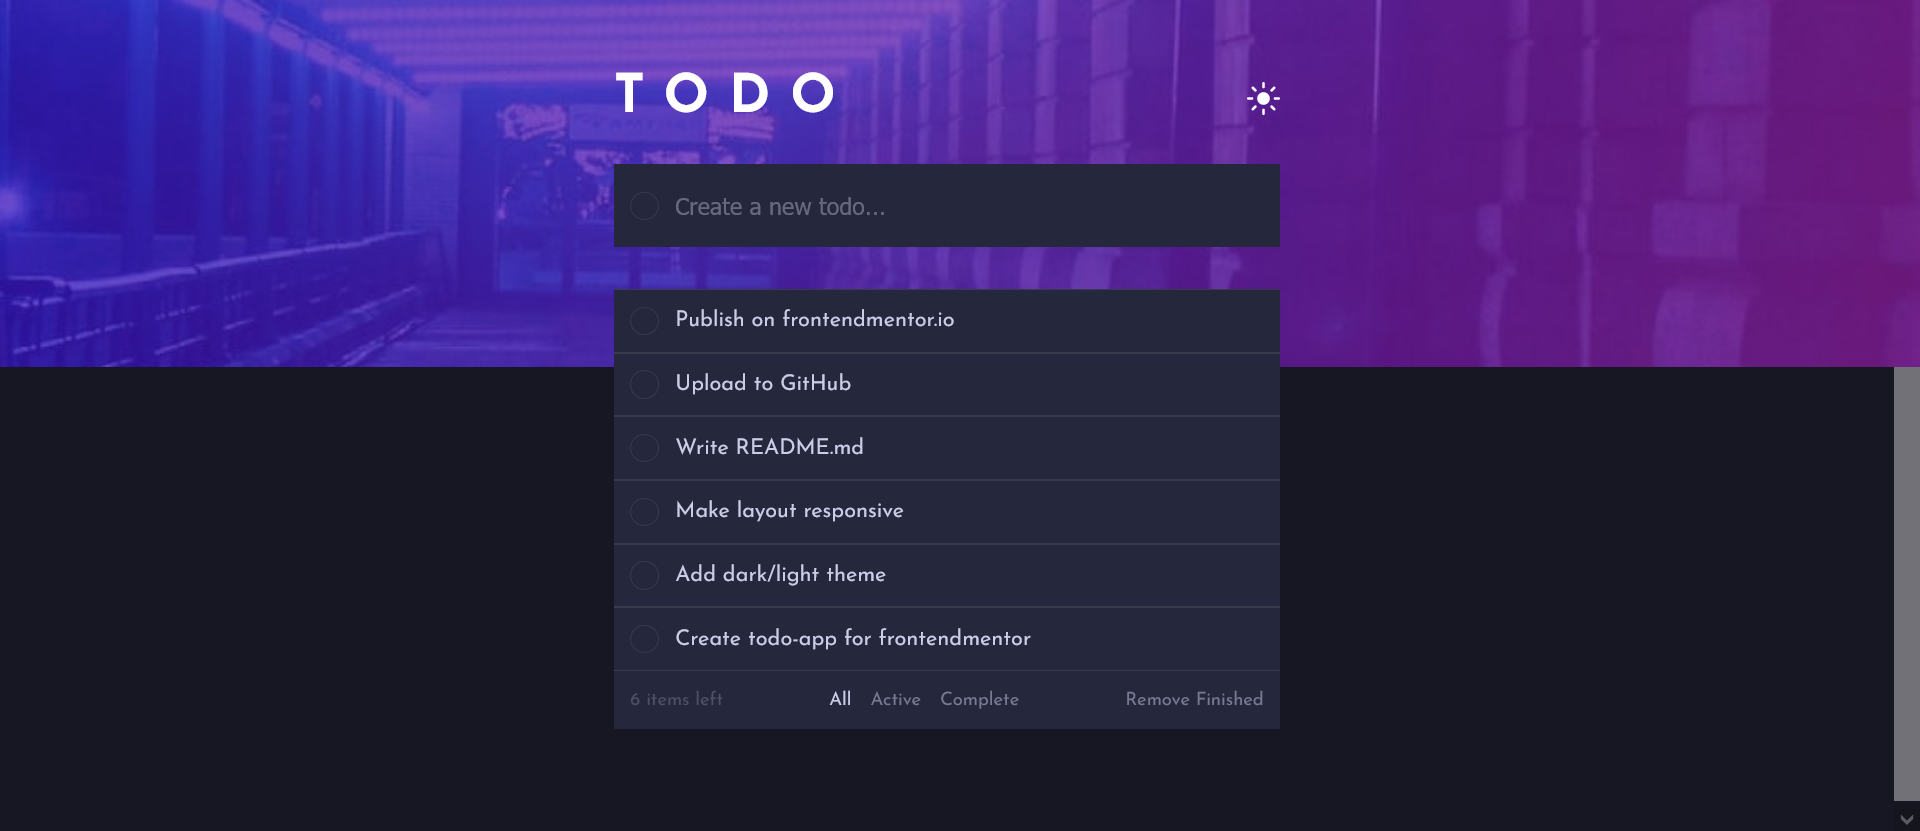 TODO
Create a new todo...
Publish on frontendmentor.io
Upload to GitHub
Write README.md
Make layout responsive
Add dark/light theme
Create todo-app for frontendmentor
6 items left All Active Complete Remove Finished